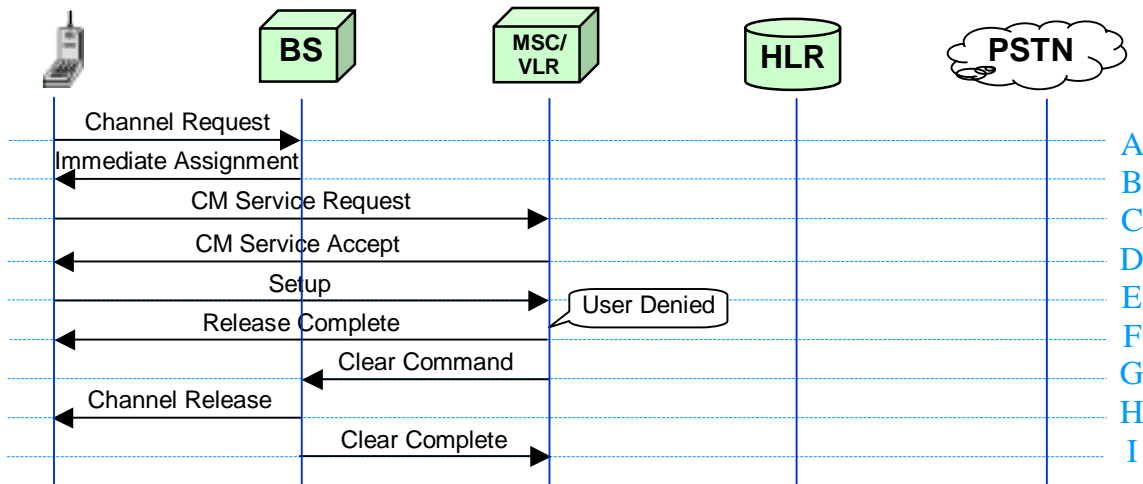 BS
MSC/
VLR
HLR
PSTN
Channel Request
A
Immediate Assignment
B
CM Service Request
C
CM Service Accept
D
Setup
E
User Denied
Release Complete
F
Clear Command
G
Channel Release
H
Clear Complete
I